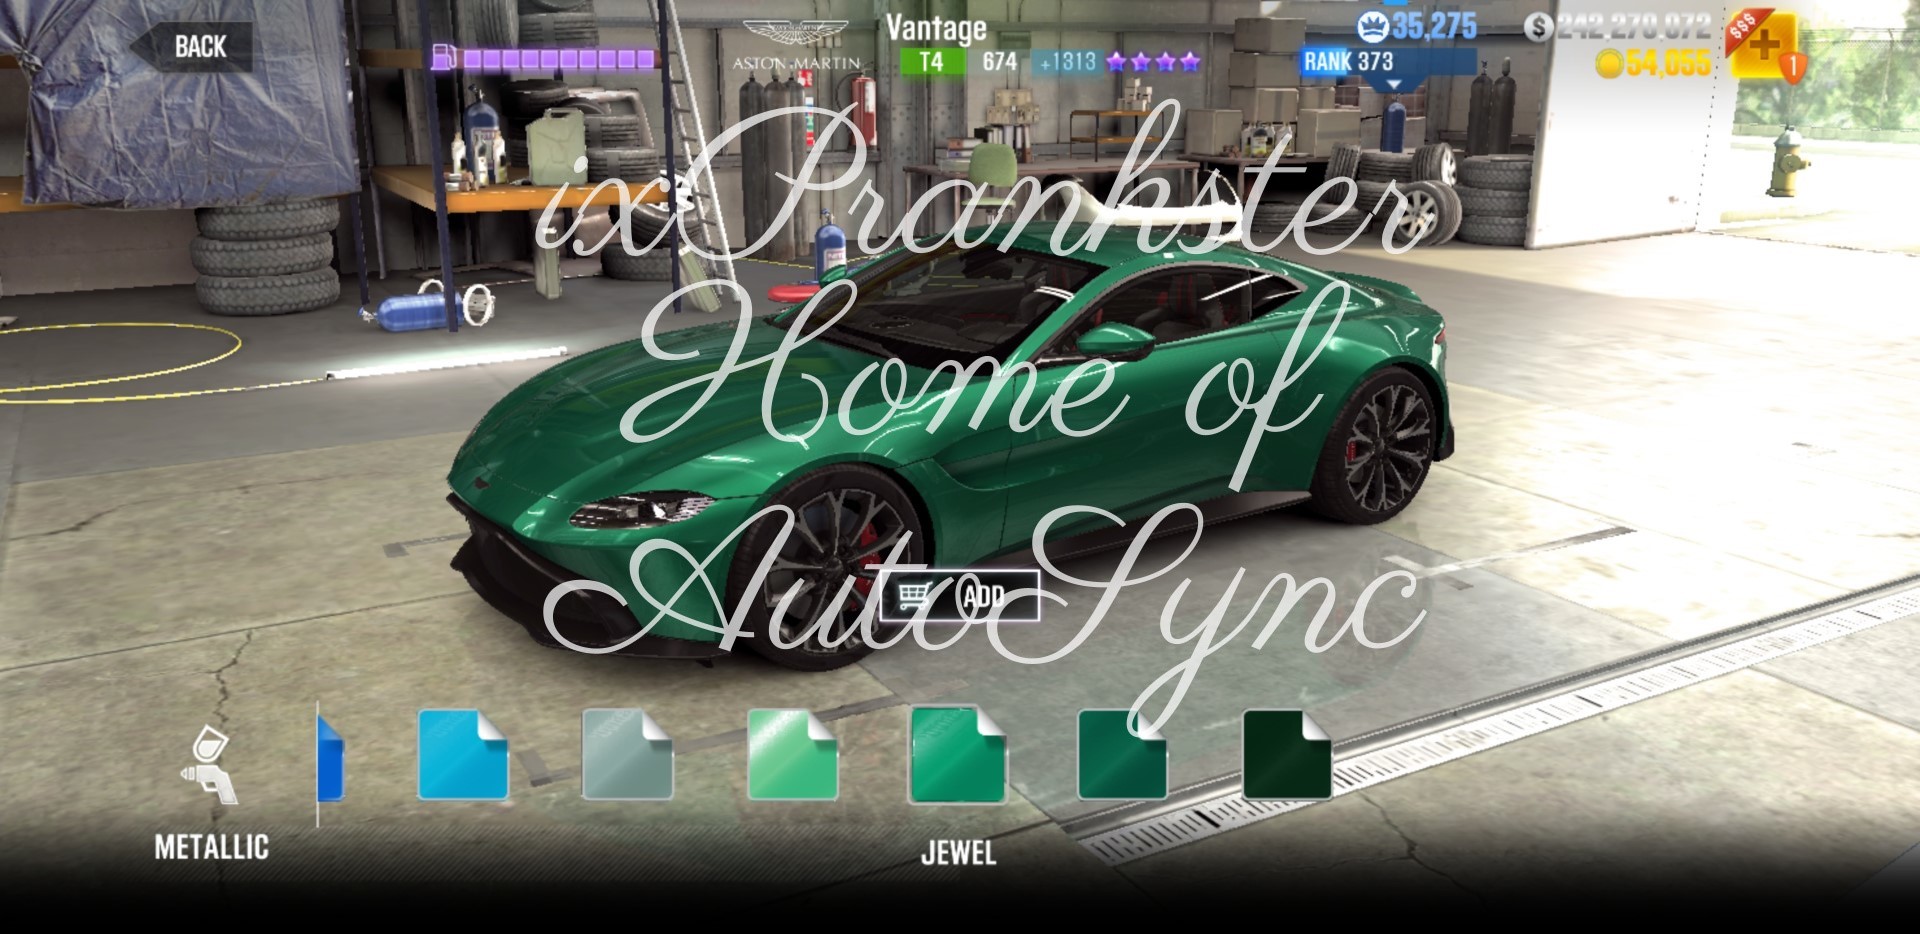 BACK
Vantage
ASTON MARTIN
T4 674 +1313
35,275
RANK 373
$ 242,270,072
54,055
$$$
1
ixPrankster
Home of
AutoSync
ADD
METALLIC
JEWEL